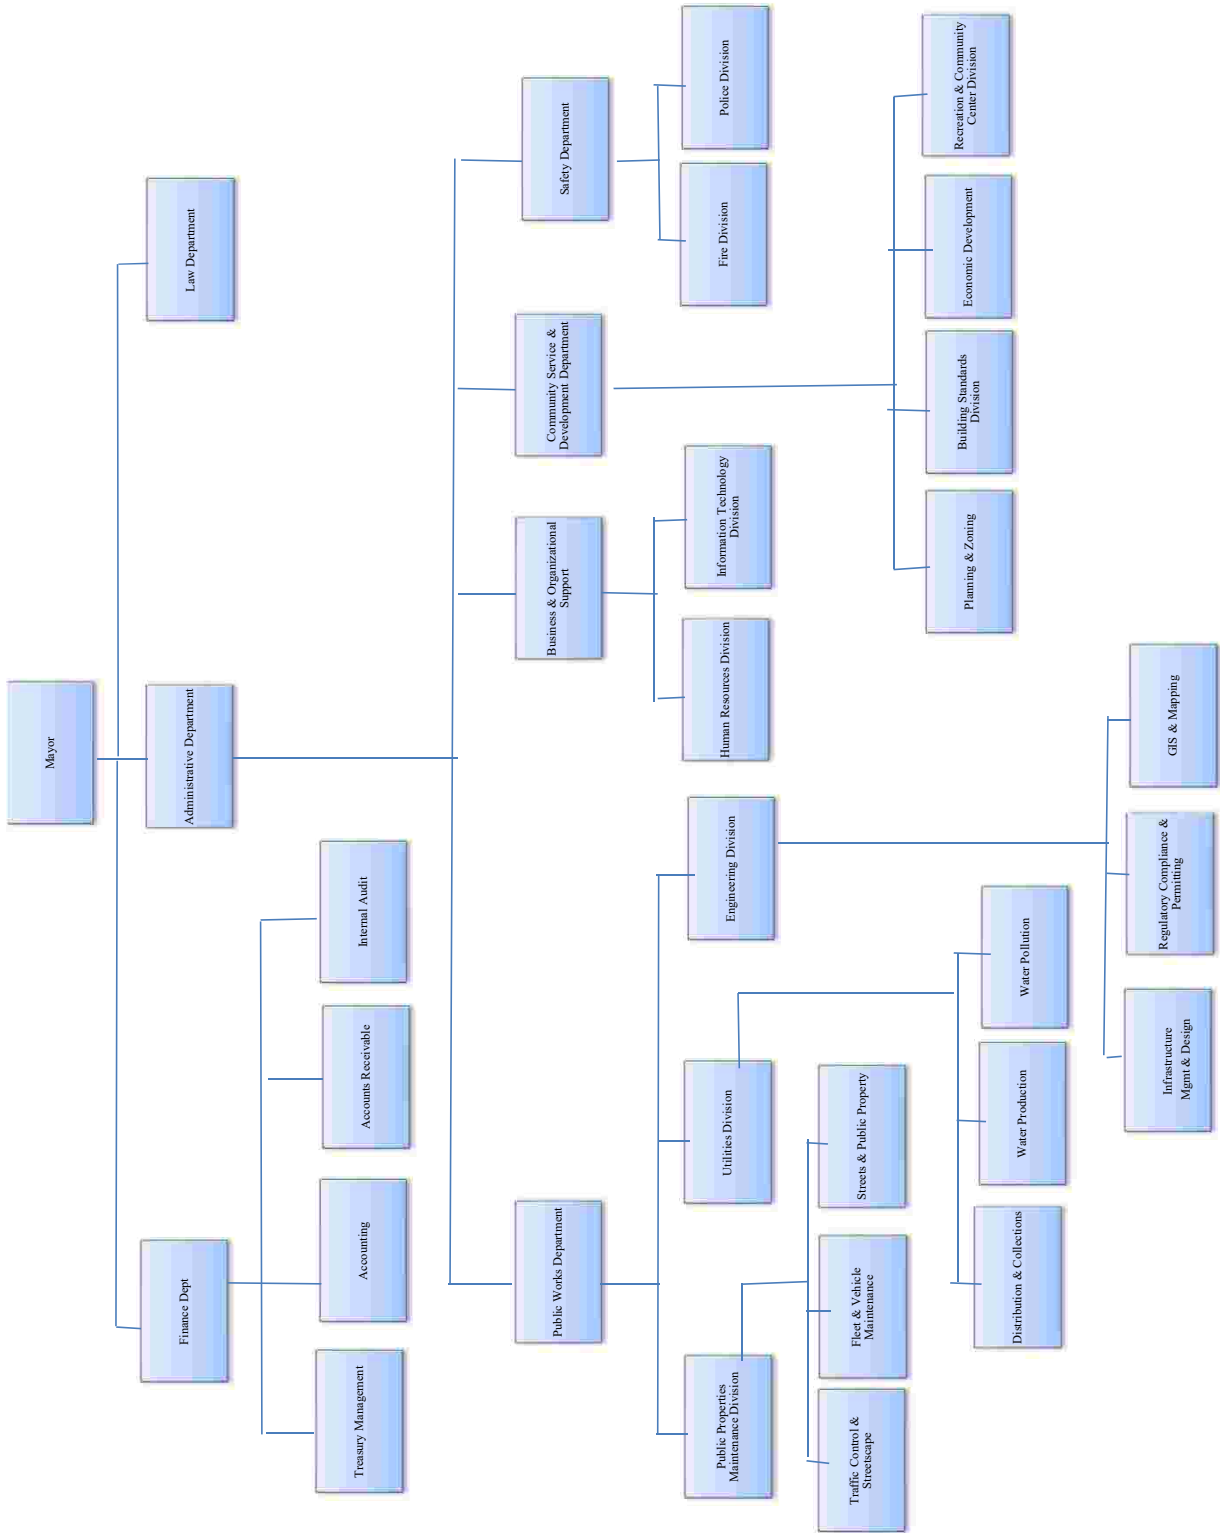 Mayor
Finance Dept
Administrative Department
Law Department
Treasury Management
Accounting
Accounts Receivable
Internal Audit
Public Works Department
Business & Organizational
Support
Community Service &
Development Department
Safety Department
Public Properties
Maintenance Division
Utilities Division
Engineering Division
Human Resources Division
Information Technology
Division
Fire Division
Police Division
Traffic Control &
Streetscape
Fleet & Vehicle
Maintenance
Streets & Public Property
Planning & Zoning
Building Standards
Division
Economic Development
Recreation & Community
Center Division
Distribution & Collections
Water Production
Water Pollution
Infrastructure
Mgmt & Design
Regulatory Compliance &
Permitting
GIS & Mapping